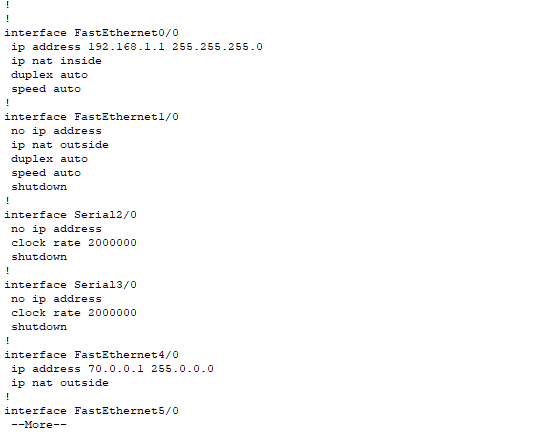 !
!
interface FastEthernet0/0
 ip address 192.168.1.1 255.255.255.0
 ip nat inside
 duplex auto
 speed auto
!
interface FastEthernet1/0
 no ip address
 ip nat outside
 duplex auto
 speed auto
 shutdown
!
interface Serial2/0
 no ip address
 clock rate 2000000
 shutdown
!
interface Serial3/0
 no ip address
 clock rate 2000000
 shutdown
!
interface FastEthernet4/0
 ip address 70.0.0.1 255.0.0.0
 ip nat outside
!
interface FastEthernet5/0
 --More--